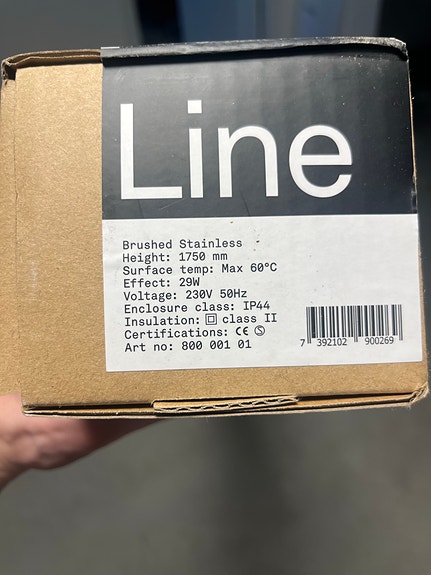 Line
Brushed Stainless
Height: 1750 mm
Surface temp: Max 60°C
Effect: 29W
Voltage: 230V 50Hz
Enclosure class: IP44
Insulation: class II
Certifications: CE Ⓢ
Art no: 800 001 01
7 392102 900269